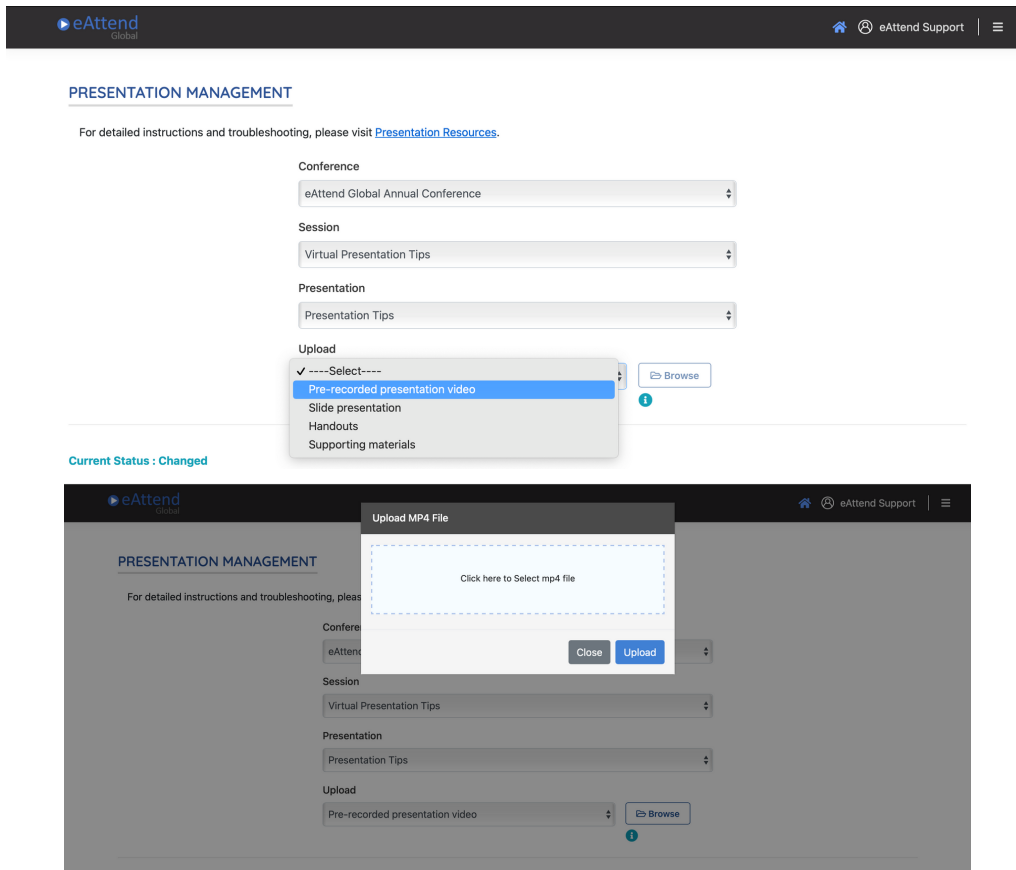 eAttend
Global
eAttend Support
PRESENTATION MANAGEMENT
For detailed instructions and troubleshooting, please visit Presentation Resources.
Conference
eAttend Global Annual Conference
Session
Virtual Presentation Tips
Presentation
Presentation Tips
Upload
✓ ----Select----
Pre-recorded presentation video
Slide presentation
Handouts
Supporting materials
Browse
Current Status : Changed
eAttend
Global
eAttend Support
Upload MP4 File
Click here to Select mp4 file
Close Upload
PRESENTATION MANAGEMENT
For detailed instructions and troubleshooting, pleas
Confere
eAttend
Session
Virtual Presentation Tips
Presentation
Presentation Tips
Upload
Pre-recorded presentation video
Browse